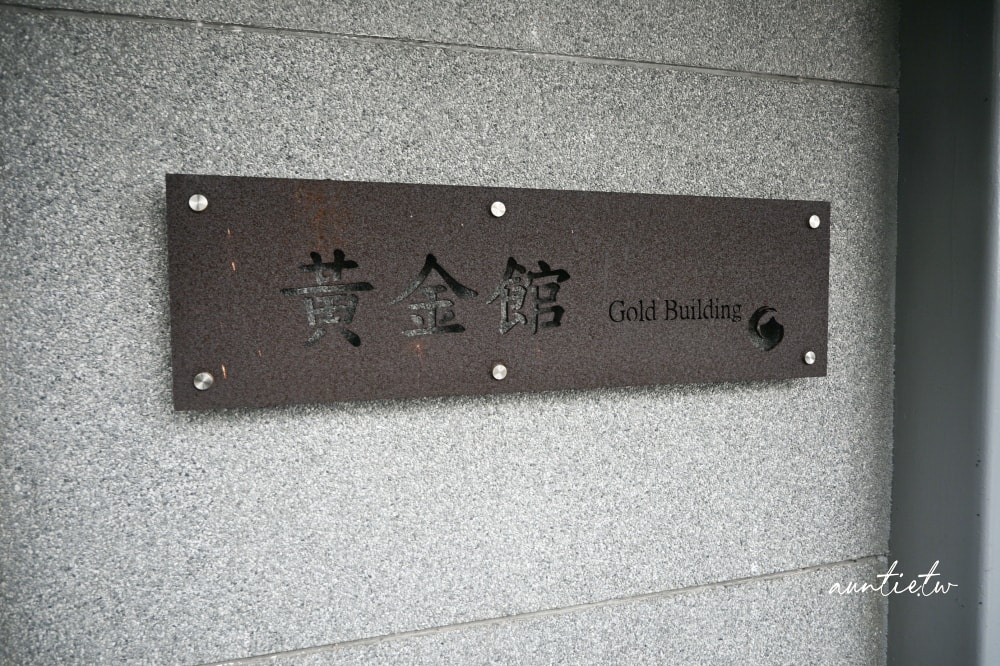 黃金館 Gold Building
auntie.tw